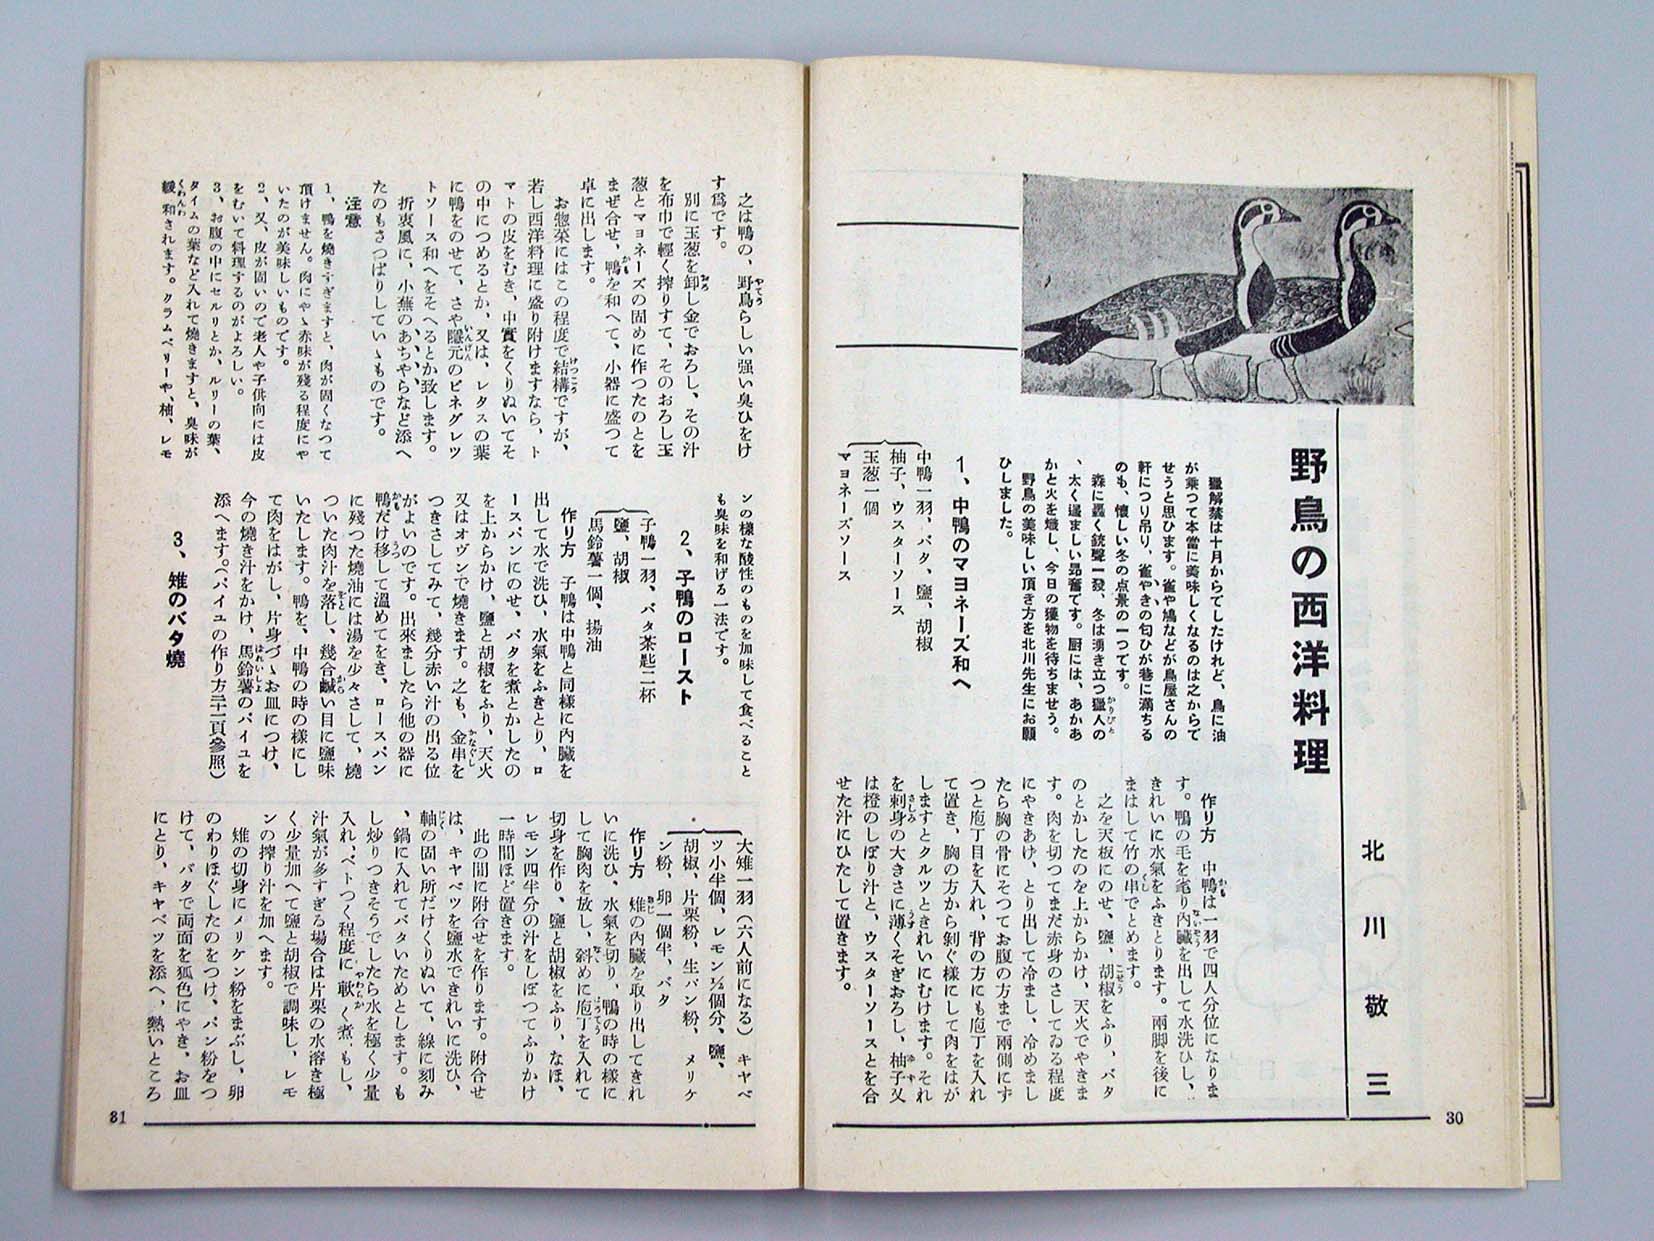 野鳥の西洋料理
北川敬三
獵解禁は十月からでしたけれど、鳥に油
が乘つて本當に美味しくなるのは之からで
せうと思ひます。雀や鳩などが鳥屋さんの
軒につり吊り、雀やきの匂ひが巷に滿ちる
のも、懷しい冬の点景の一つです。
森に轟く銃聲一發、冬は湧き立つ獵人の
、太く逞ましい昂奮です。厨には、あかあ
かと火を熾し、今日の獲物を待ちませう。
野鳥の美味しい頂き方を北川先生にお願
ひしました。
1、中鴨のマヨネーズ和へ
中鴨一羽、バタ、鹽、胡椒
柚子、ウスターソース
玉葱一個
マヨネーズソース
作り方 中鴨は一羽で四人分位になりま
す。鴨の毛を毟り内臟を出して水洗ひし、
きれいに水氣をふきとります。兩脚を後に
まはして竹の串でとめます。
之を天板にのせ、鹽、胡椒をふり、バタ
のとかしたのを上からかけ、天火でやきま
す。肉を切つてまだ赤身のさしてゐる程度
にやきあげ、とり出して冷まし、冷めまし
たら胸の骨にそつてお腹の方まで兩側にず
つと庖丁目を入れ、背の方にも庖丁を入れ
て置き、胸の方から剝ぐ樣にして肉をはが
しますとクルツときれいにむけます。それ
を刺身の大きさに薄くそぎおろし、柚子又
は橙のしぼり汁と、ウスターソースとを合
せた汁にひたして置きます。
30
之は鴨の、野鳥らしい强い臭ひをけ
す爲です。
別に玉葱を卸し金でおろし、その汁
を布巾で輕く搾りすて、そのおろし玉
葱とマヨネーズの固めに作つたのとを
まぜ合せ、鴨を和へて、小器に盛つて
卓に出します。
お惣菜にはこの程度で結構ですが、
若し西洋料理に盛り附けますなら、ト
マトの皮をむき、中實をくりぬいてそ
の中につめるとか、又は、レタスの葉
に鴨をのせて、さや隱元のビネグレツ
トソース和へをそへるとか致します。
折衷風に、小蕪のあちやらなど添へ
たのもさつぱりしていゝものです。
注意
1、鴨を燒きすぎますと、肉が固くなつて
頂けません。肉にやゝ赤味が殘る程度にや
いたのが美味しいものです。
2、又、皮が固いので老人や子供向には皮
をむいて料理するのがよろしい。
3、お腹の中にセルリとか、ルリーの葉、
タイムの葉など入れて燒きますと、臭味が
緩和されます。クラムベリーや、柚、レモ
ンの樣な酸性のものを加味して食べること
も臭味を和げる一法です。
2、子鴨のロースト
子鴨一羽、バタ茶匙二杯
鹽、胡椒
馬鈴薯一個、揚油
作り方 子鴨は中鴨と同樣に内臟を
出して水で洗ひ、水氣をふきとり、ロ
ースパンにのせ、バタを煮とかしたの
を上からかけ、鹽と胡椒をふり、天火
又はオヴンで燒きます。之も、金串を
つきさしてみて、幾分赤い汁の出る位
がよいのです。出來ましたら他の器に
鴨だけ移して溫めてをき、ロースパン
に殘つた燒油には湯を少々さして、燒
ついた肉汁を落し、幾合鹹い目に鹽味
いたします。鴨を、中鴨の時の樣にし
て肉をはがし、片身づゝお皿につけ、
今の燒き汁をかけ、馬鈴薯のパイユを
添へます。(パイユの作り方三十二頁參照)
3、雉のバタ燒
大雉一羽(六人前になる)キヤベ
ツ小半個、レモン½個分、鹽、
胡椒、片栗粉、生パン粉、メリケ
ン粉、卵一個半、バタ
作り方 雉の内臟を取り出してきれ
いに洗ひ、水氣を切り、鴨の時の樣に
して胸肉を放し、斜めに庖丁を入れて
切身を作り、鹽と胡椒をふり、なほ、
レモン四半分の汁をしぼつてふりかけ
一時間ほど置きます。
此の間に附合せを作ります。附合せ
は、キヤベツを鹽水できれいに洗ひ、
軸の固い所だけくりぬいて、線に刻み
、鍋に入れてバタいためとします。も
し炒りつきそうでしたら水を極く少量
入れ、ベトつく程度に軟く煮、もし、
汁氣が多すぎる場合は片栗の水溶き極
く少量加へて鹽と胡椒で調味し、レモ
ンの搾り汁を加へます。
雉の切身にメリケン粉をまぶし、卵
のわりほぐしたのをつけ、パン粉をつ
けて、バタで兩面を狐色にやき、お皿
にとり、キヤベツを添へ、熱いところ
31